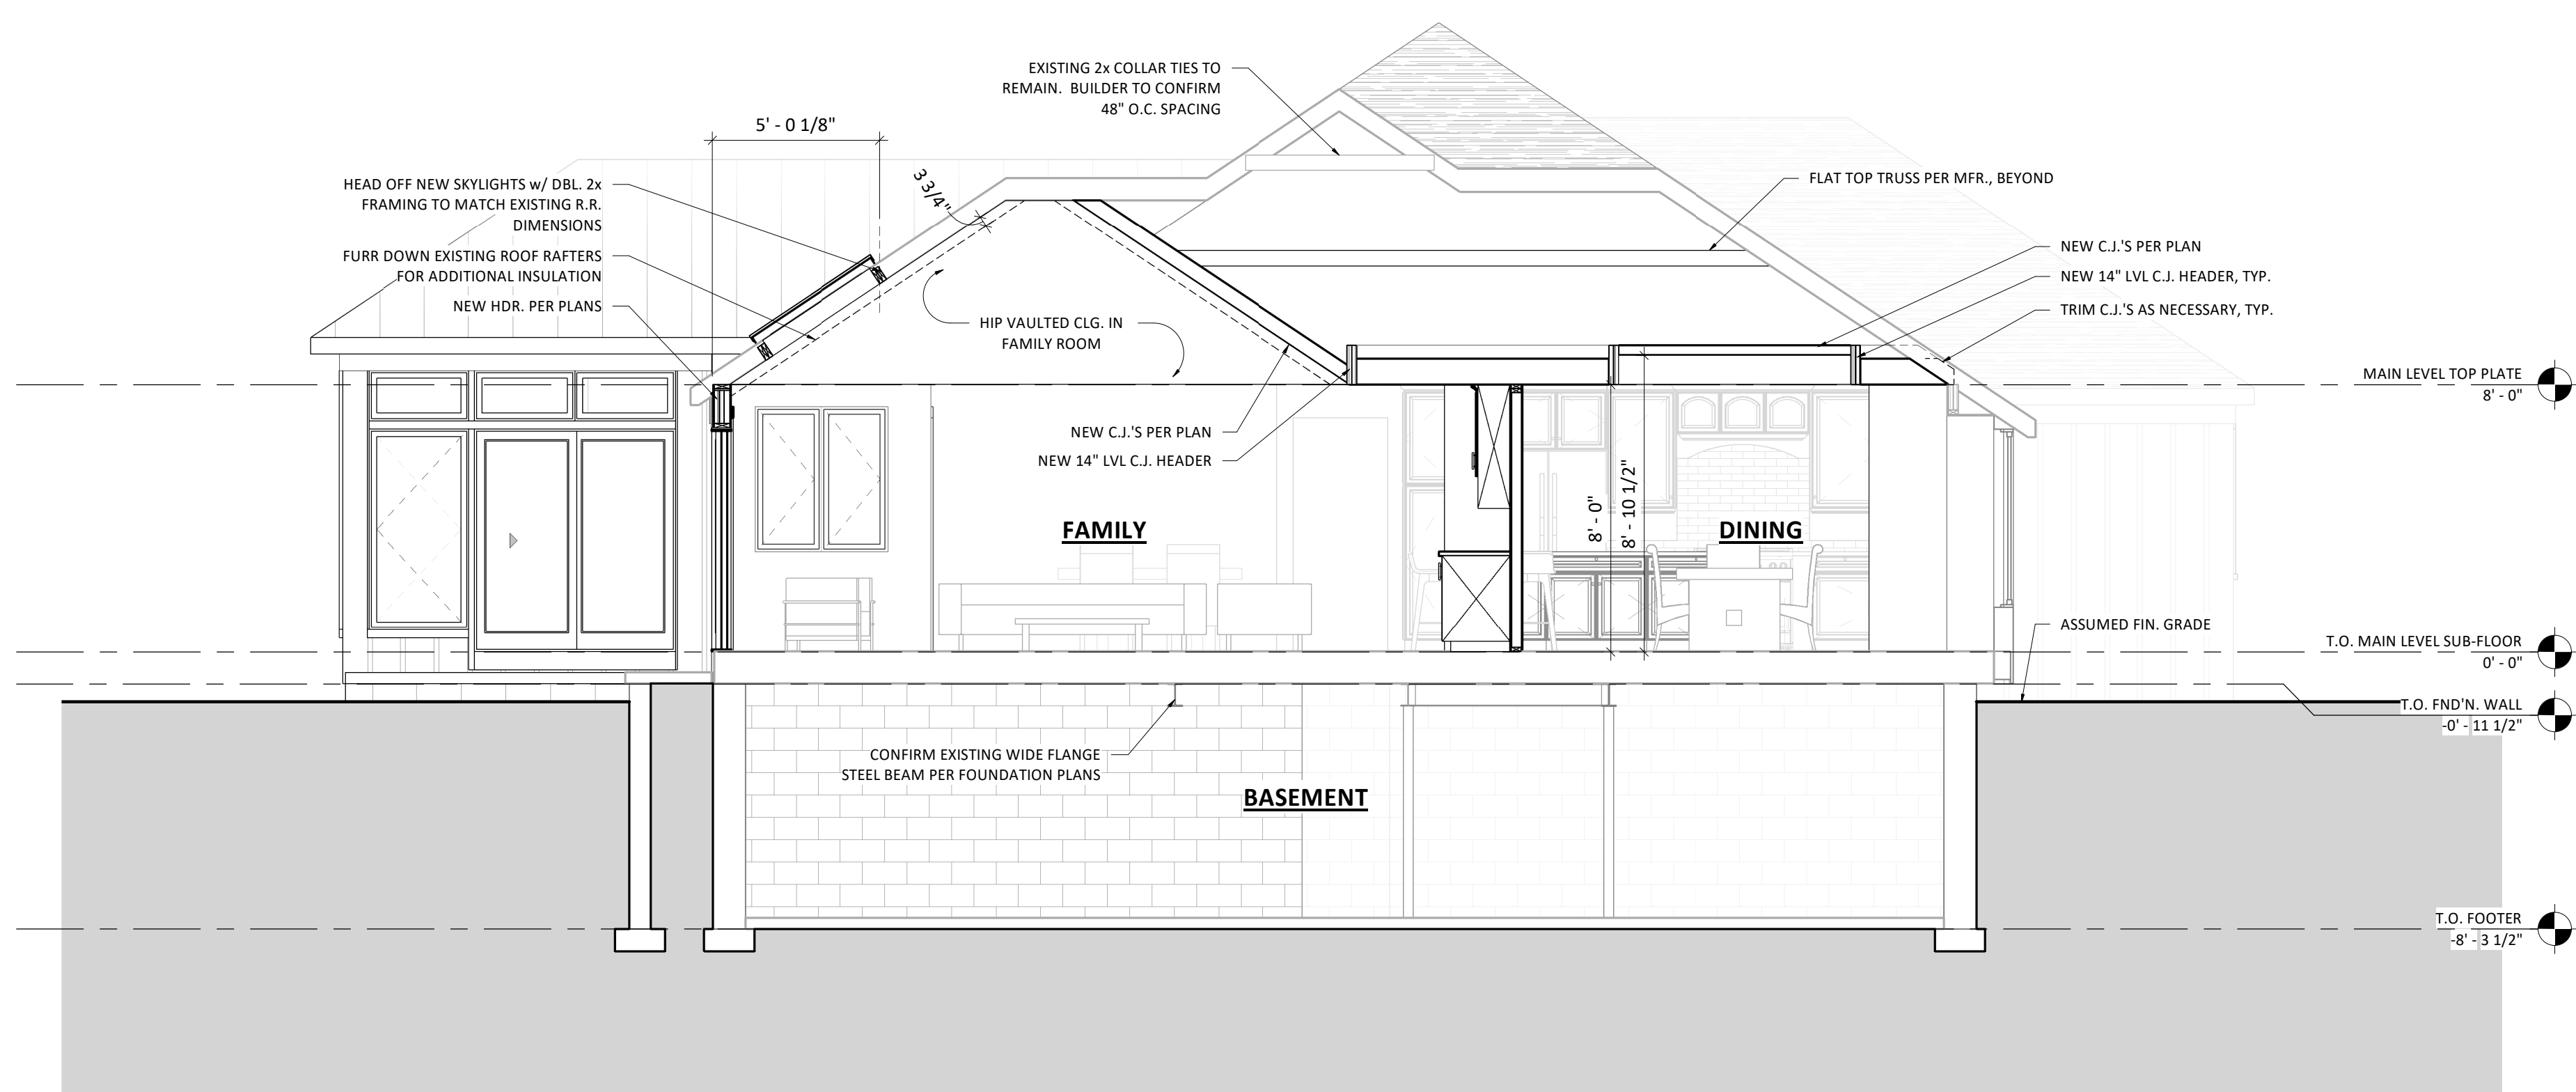 EXISTING 2x COLLAR TIES TO
REMAIN.  BUILDER TO CONFIRM
48" O.C. SPACING
5' - 0 1/8"
3 3/4"
HEAD OFF NEW SKYLIGHTS w/ DBL. 2x
FRAMING TO MATCH EXISTING R.R.
DIMENSIONS
FURR DOWN EXISTING ROOF RAFTERS
FOR ADDITIONAL INSULATION
NEW HDR. PER PLANS
FLAT TOP TRUSS PER MFR., BEYOND
NEW C.J.'S PER PLAN
NEW 14" LVL C.J. HEADER, TYP.
TRIM C.J.'S AS NECESSARY, TYP.
HIP VAULTED CLG. IN
FAMILY ROOM
MAIN LEVEL TOP PLATE
8' - 0"
NEW C.J.'S PER PLAN
NEW 14" LVL C.J. HEADER
8' - 0"
8' - 10 1/2"
FAMILY
DINING
ASSUMED FIN. GRADE
T.O. MAIN LEVEL SUB-FLOOR
0' - 0"
T.O. FND'N. WALL
-0' - 11 1/2"
CONFIRM EXISTING WIDE FLANGE
STEEL BEAM PER FOUNDATION PLANS
BASEMENT
T.O. FOOTER
-8' - 3 1/2"